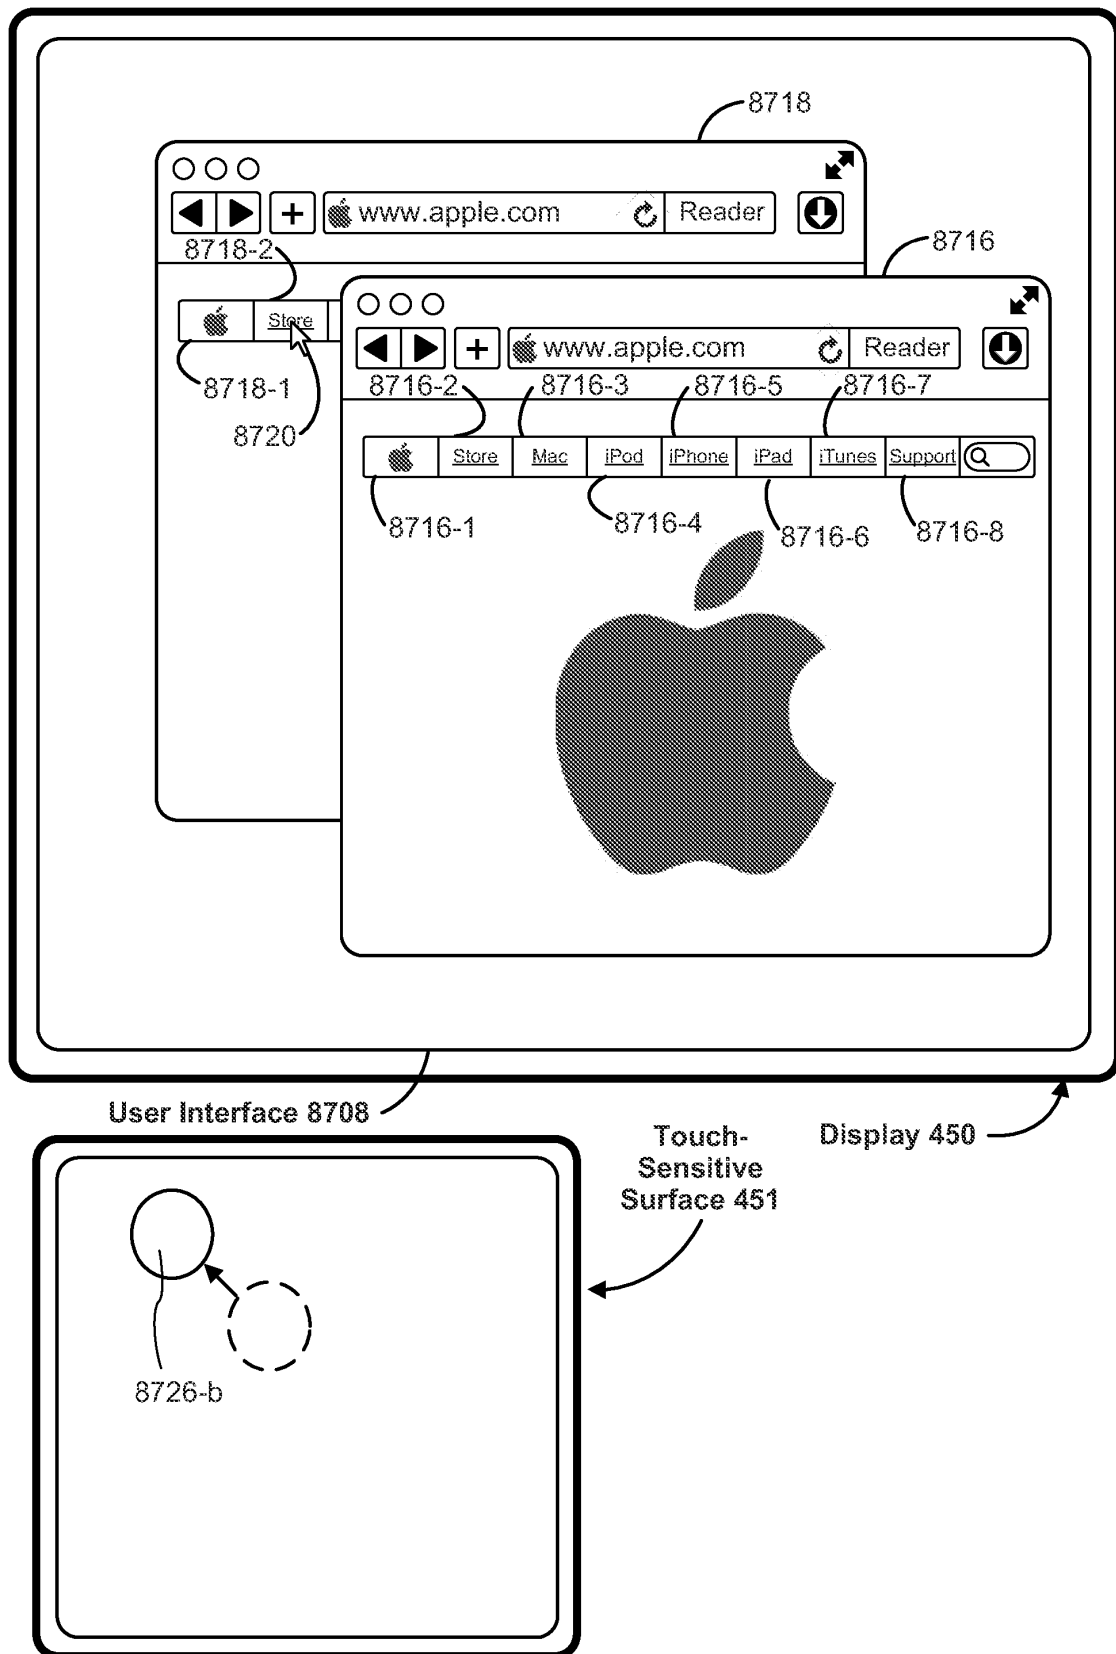 8718
www.apple.com Reader
8718-2
8716
Store
www.apple.com Reader
8718-1
8716-2 8716-3 8716-5 8716-7
8720
Store Mac iPod iPhone iPad iTunes Support
8716-1 8716-4 8716-6 8716-8
User Interface 8708
Display 450
Touch-
Sensitive
Surface 451
8726-b